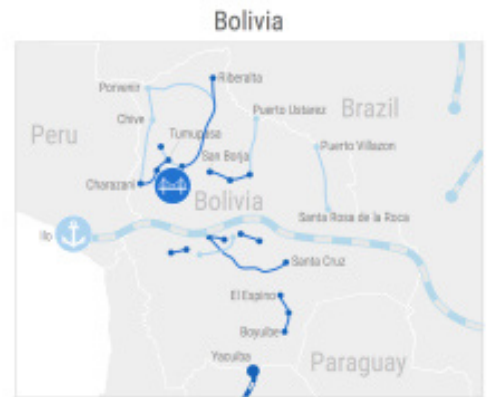 Bolivia
Riberalta
Porvenir
Puerto Ustarez
Brazil
Chive
Peru
Tumupasa
Puerto Villazon
San Borja
Charazani
Bolivia
Santa Rosa de la Roca
Ilo
Santa Cruz
El Espino
Boyuibe
Yacuiba
Paraguay